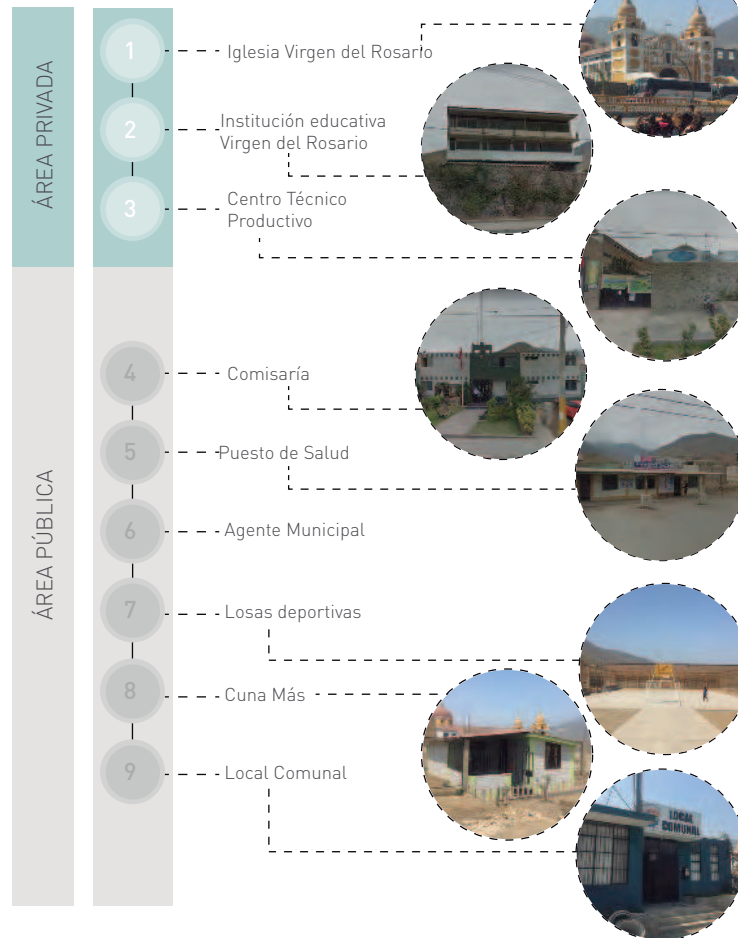 ÁREA PRIVADA
1
Iglesia Virgen del Rosario
2
Institución educativa
Virgen del Rosario
3
Centro Técnico
Productivo
ÁREA PÚBLICA
4
Comisaría
5
Puesto de Salud
6
Agente Municipal
7
Losas deportivas
8
Cuna Más
9
Local Comunal
LOCAL
COMUNAL